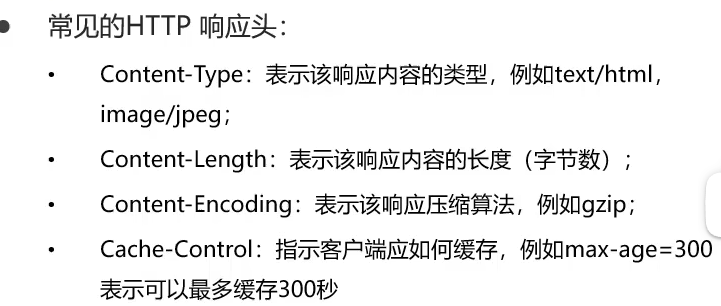 ● 常见的HTTP 响应头：
• Content-Type：表示该响应内容的类型，例如text/html，
image/jpeg；
• Content-Length：表示该响应内容的长度（字节数）；
• Content-Encoding：表示该响应压缩算法，例如gzip；
• Cache-Control：指示客户端应如何缓存，例如max-age=300
表示可以最多缓存300秒